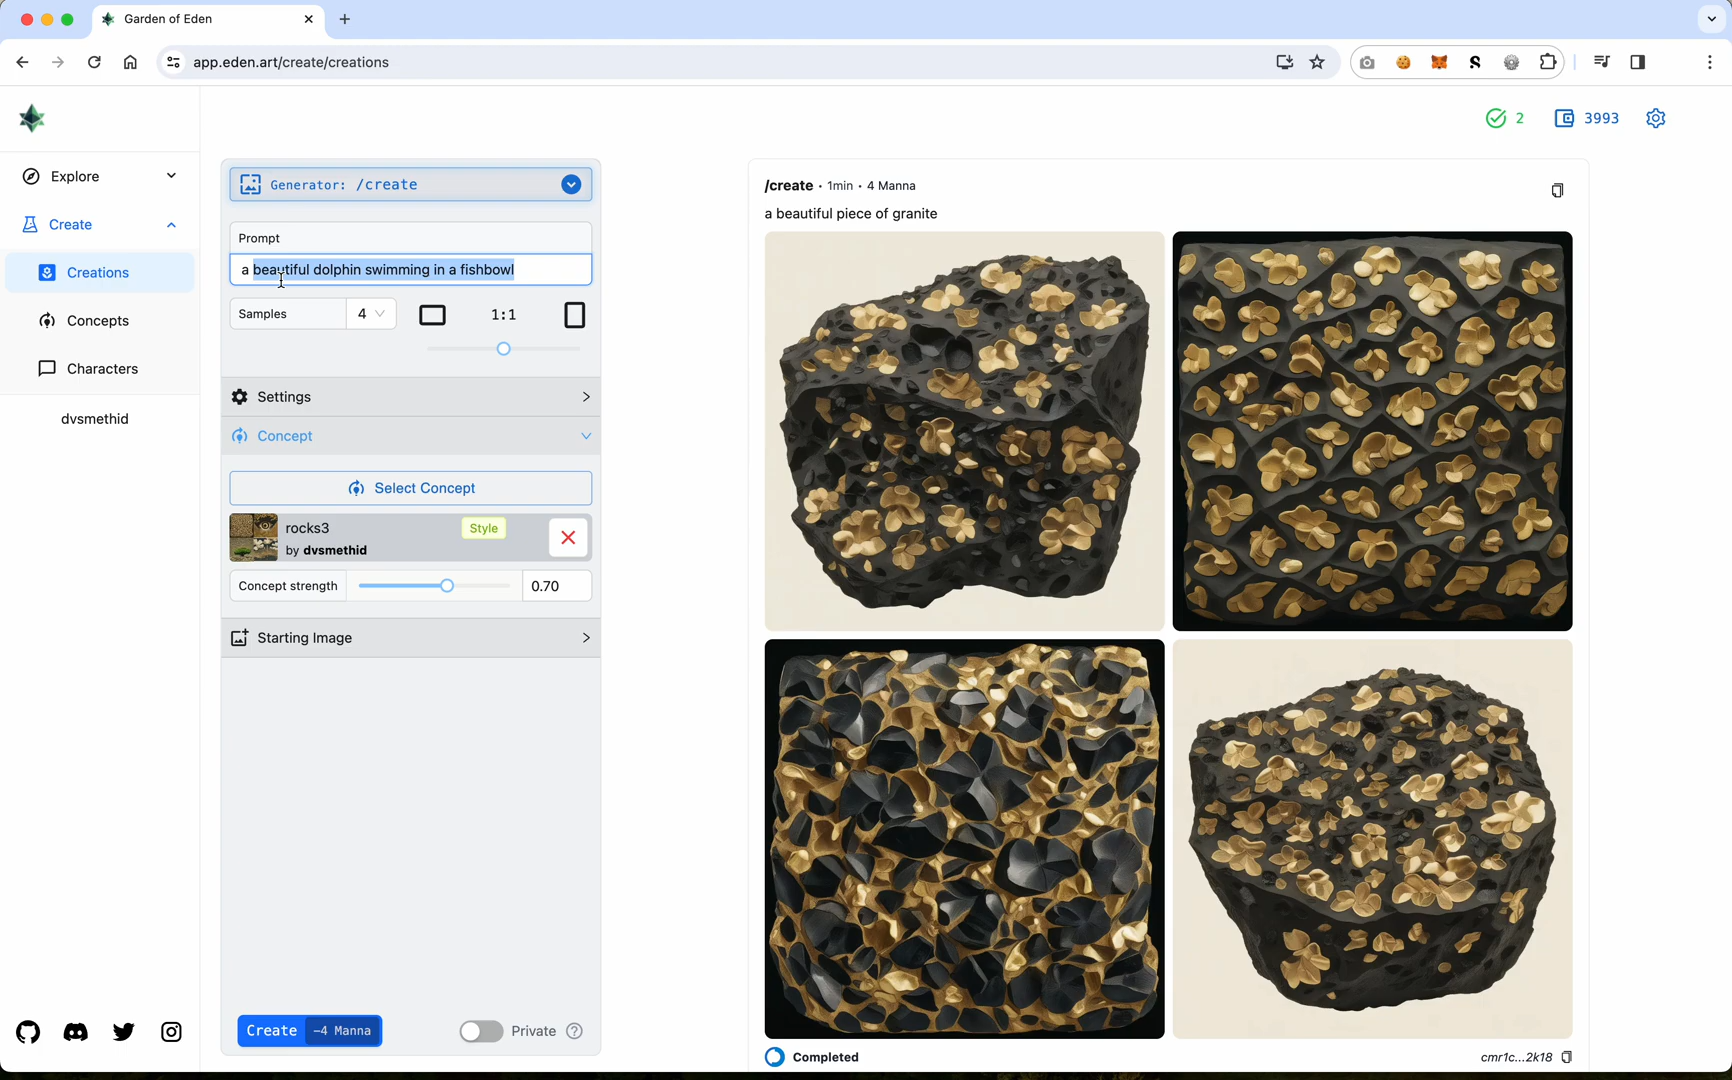 Garden of Eden
app.eden.art/create/creations
2
3993
Explore
Create
Creations
Concepts
Characters
dvsmethid
Generator: /create
Prompt
a beautiful dolphin swimming in a fishbowl
Samples 4 1:1
Settings
Concept
Select Concept
rocks3 Style
by dvsmethid
Concept strength 0.70
Starting Image
Create −4 Manna Private ?
/create · 1min · 4 Manna
a beautiful piece of granite
Completed cmr1c...2k18